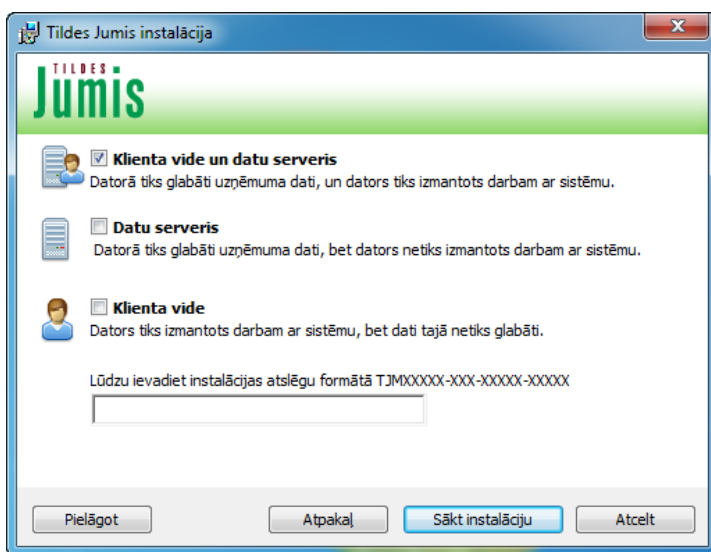 Tildes Jumis instalācija
TILDES
Jumis
Klienta vide un datu serveris
Datorā tiks glabāti uzņēmuma dati, un dators tiks izmantots darbam ar sistēmu.
Datu serveris
Datorā tiks glabāti uzņēmuma dati, bet dators netiks izmantots darbam ar sistēmu.
Klienta vide
Dators tiks izmantots darbam ar sistēmu, bet dati tajā netiks glabāti.
Lūdzu ievadiet instalācijas atslēgu formātā TJMXXXXX-XXX-XXXXX-XXXXX
Pielāgot Atpakaļ Sākt instalāciju Atcelt